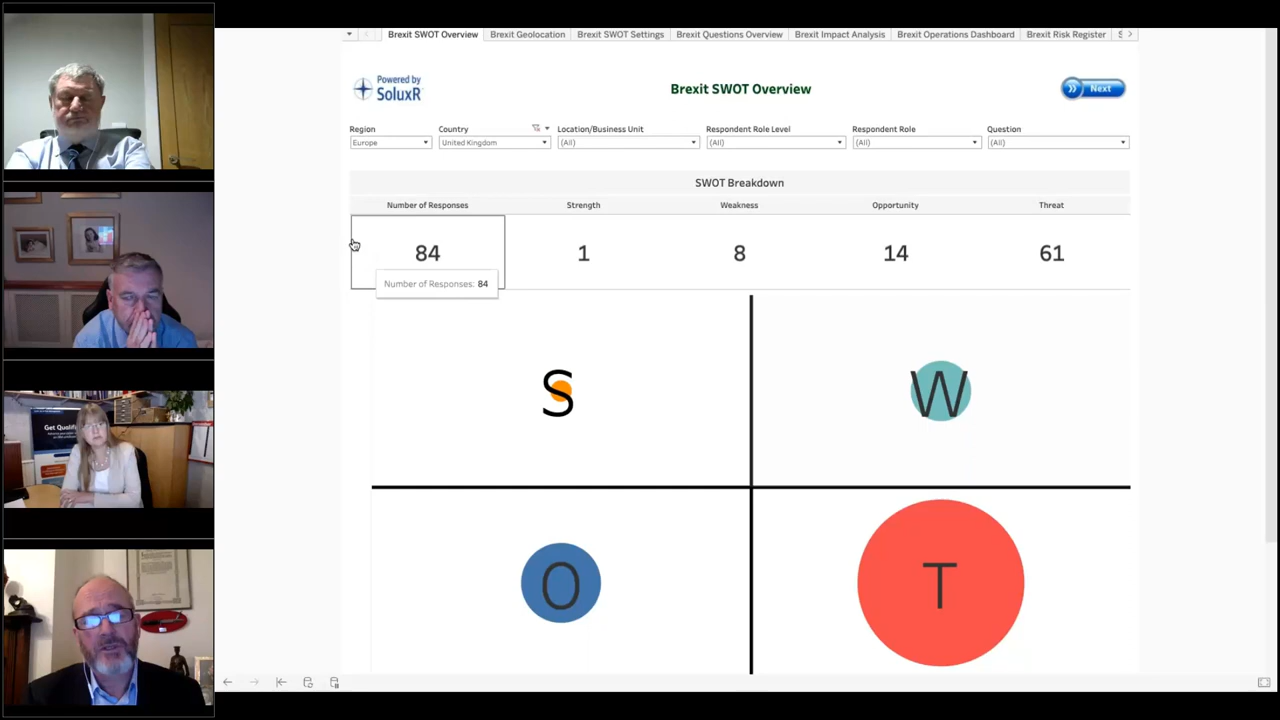 Brexit SWOT Overview Brexit Geolocation Brexit SWOT Settings Brexit Questions Overview Brexit Impact Analysis Brexit Operations Dashboard Brexit Risk Register S
Powered by
SoluxR
Brexit SWOT Overview
Next
Region Country Location/Business Unit Respondent Role Level Respondent Role Question
Europe United Kingdom (All) (All) (All) (All)
SWOT Breakdown
Number of Responses Strength Weakness Opportunity Threat
84 1 8 14 61
Number of Responses: 84
S W
O T
Get Qualif